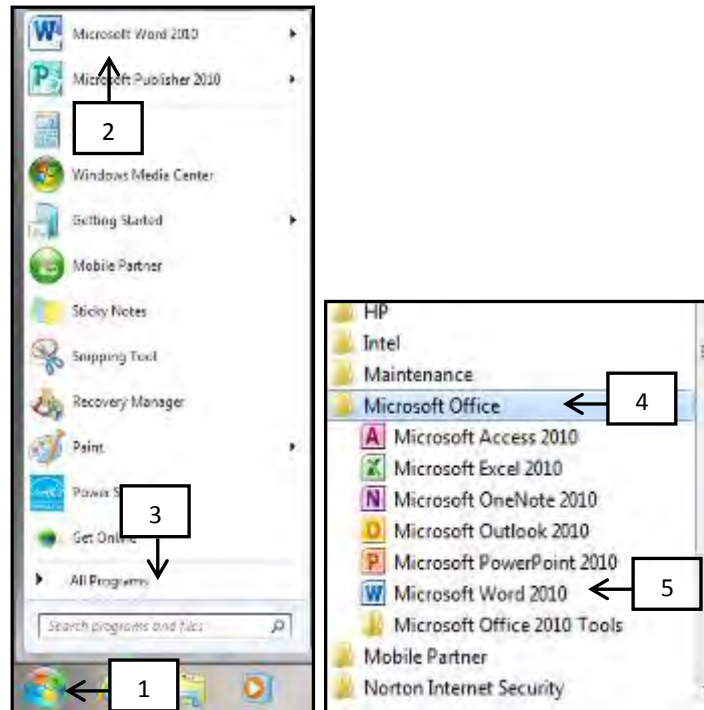 Microsoft Word 2010
Microsoft Publisher 2010
2
Windows Media Center
Getting Started
Mobile Partner
Sticky Notes
Snipping Tool
Recovery Manager
Paint
Power S
3
Get Online
All Programs
Search programs and files
1
HP
Intel
Maintenance
Microsoft Office
4
Microsoft Access 2010
Microsoft Excel 2010
Microsoft OneNote 2010
Microsoft Outlook 2010
Microsoft PowerPoint 2010
Microsoft Word 2010
5
Microsoft Office 2010 Tools
Mobile Partner
Norton Internet Security